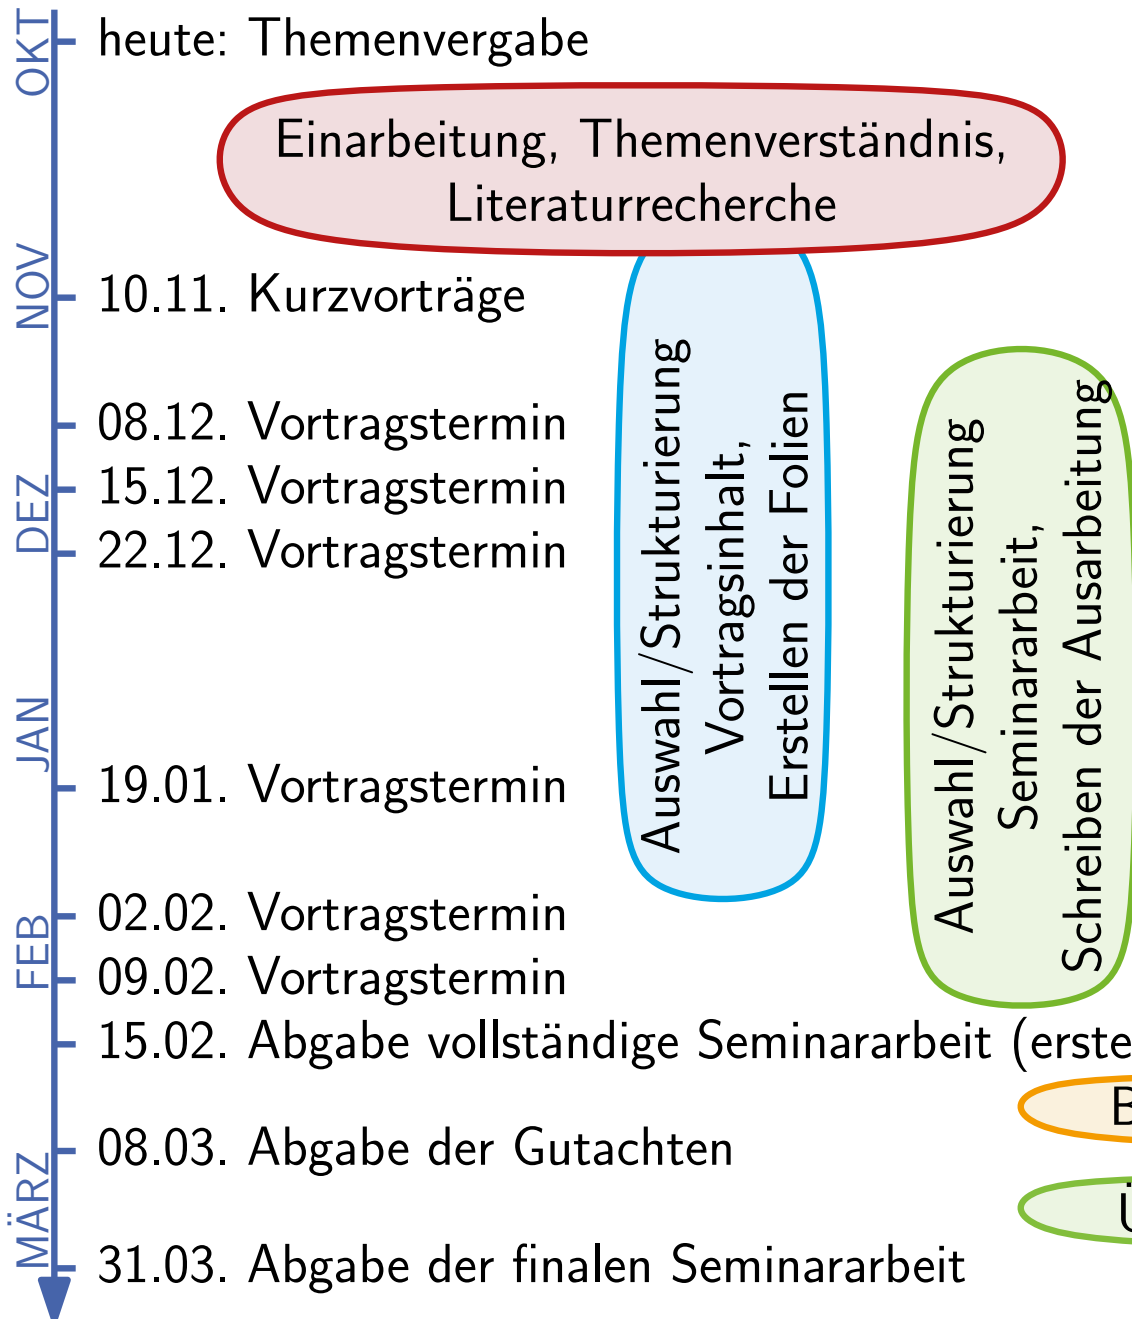 OKT
heute: Themenvergabe
Einarbeitung, Themenverständnis,
Literaturrecherche
NOV
10.11. Kurzvorträge
DEZ
08.12. Vortragstermin
15.12. Vortragstermin
22.12. Vortragstermin
Auswahl/Strukturierung
Vortragsinhalt,
Erstellen der Folien
Auswahl/Strukturierung
Seminararbeit,
Schreiben der Ausarbeitung
JAN
19.01. Vortragstermin
FEB
02.02. Vortragstermin
09.02. Vortragstermin
15.02. Abgabe vollständige Seminararbeit (erste
B
MÄRZ
08.03. Abgabe der Gutachten
Ü
31.03. Abgabe der finalen Seminararbeit